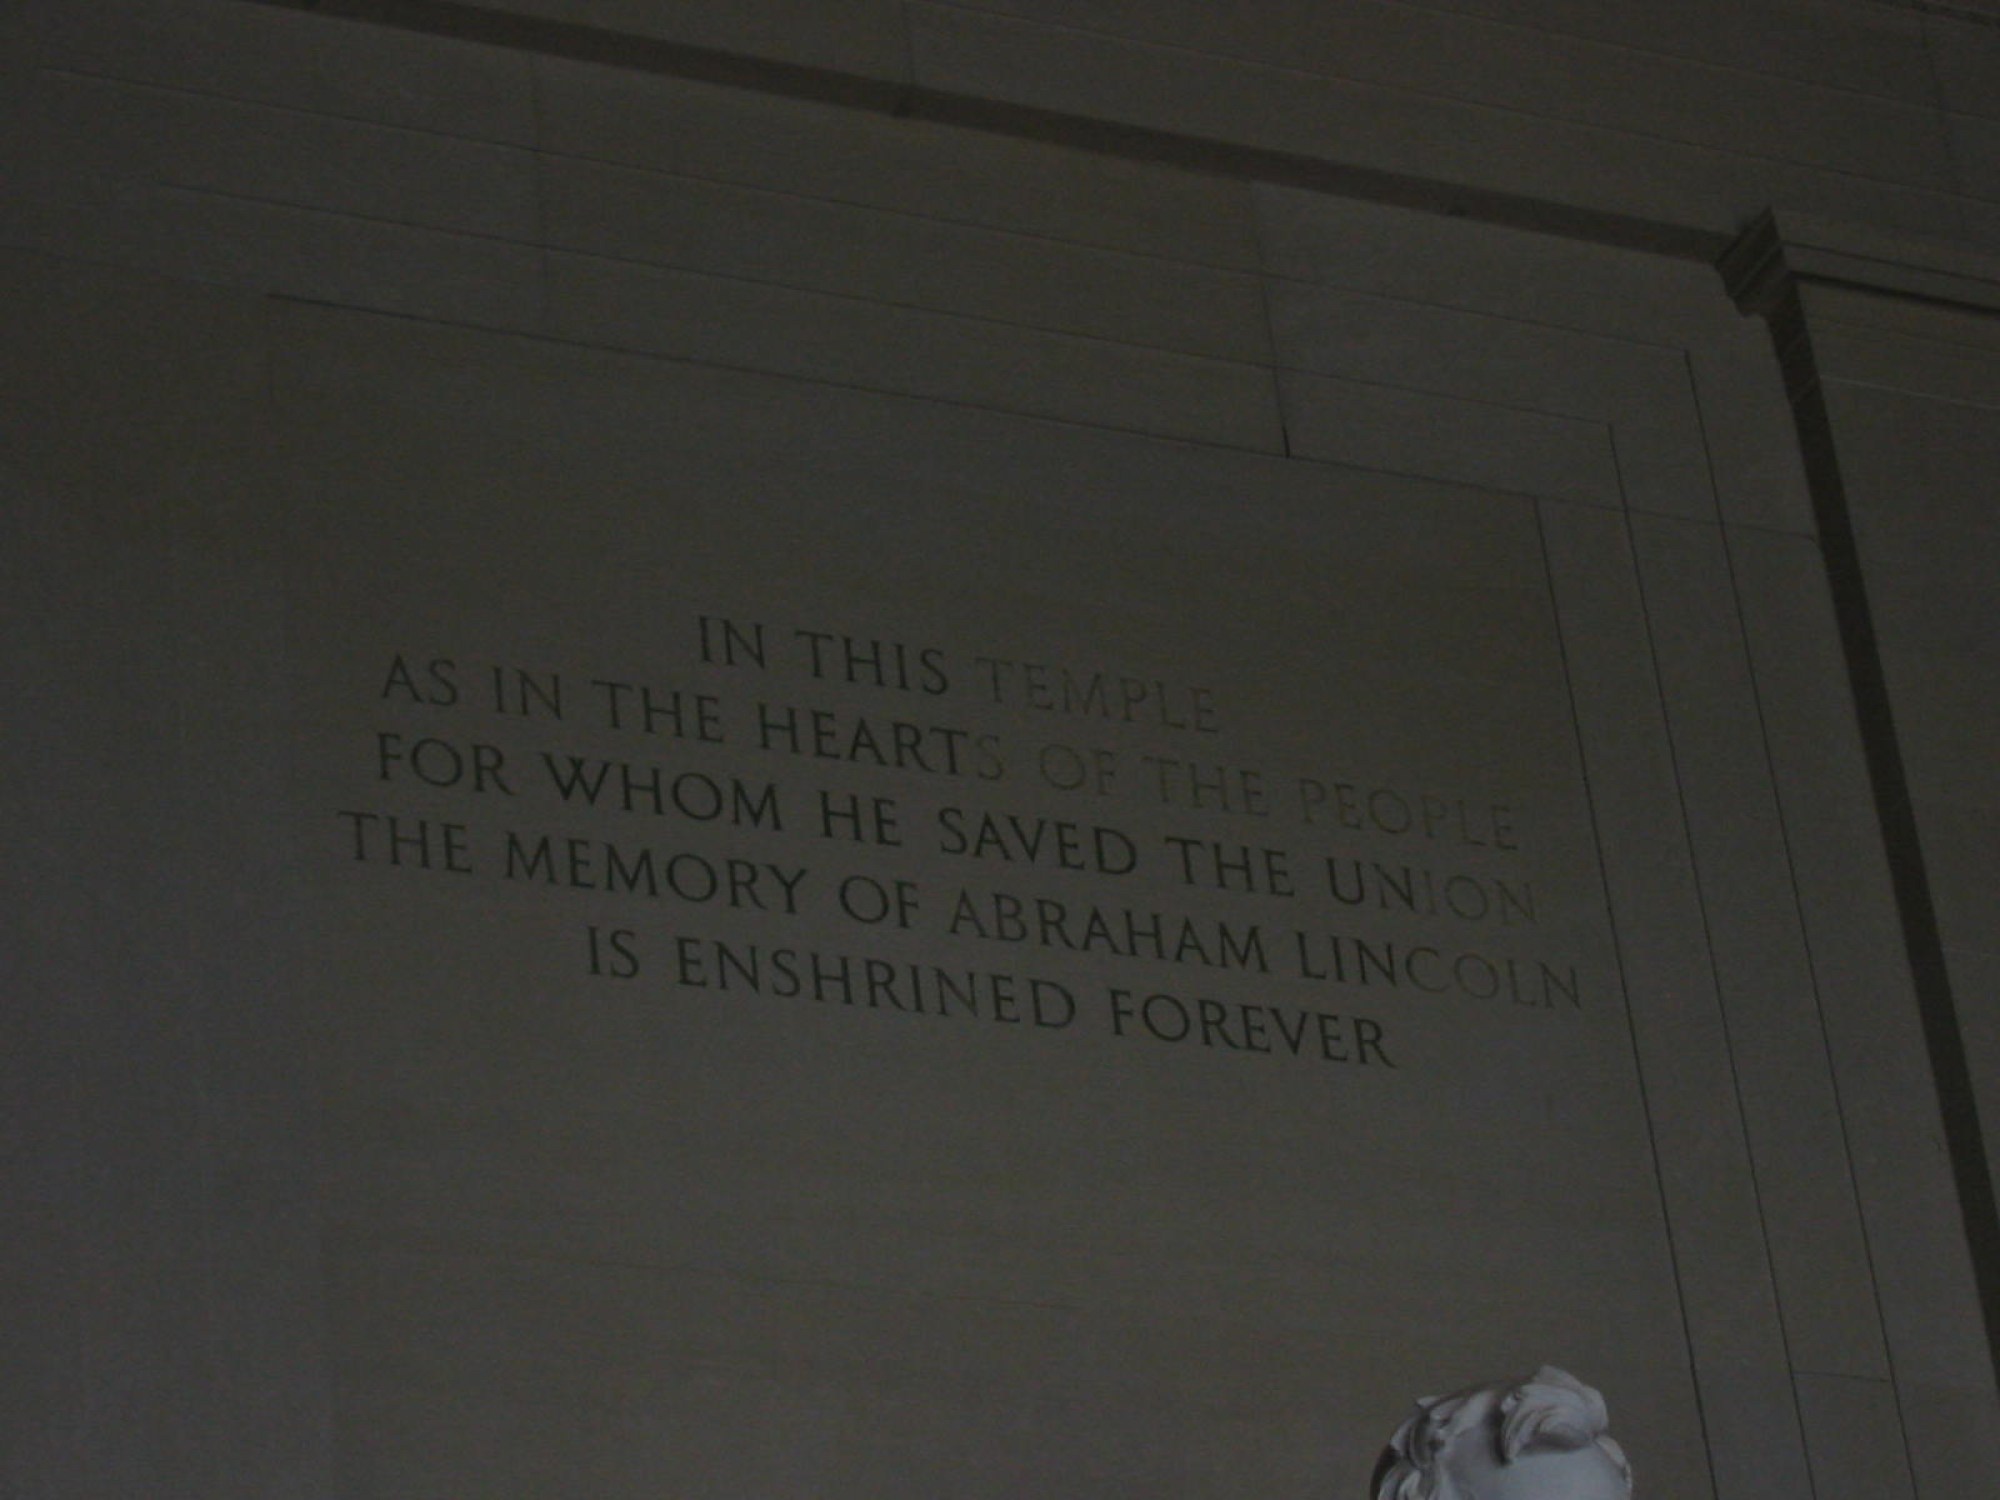 IN THIS TEMPLE
AS IN THE HEARTS OF THE PEOPLE
FOR WHOM HE SAVED THE UNION
THE MEMORY OF ABRAHAM LINCOLN
IS ENSHRINED FOREVER